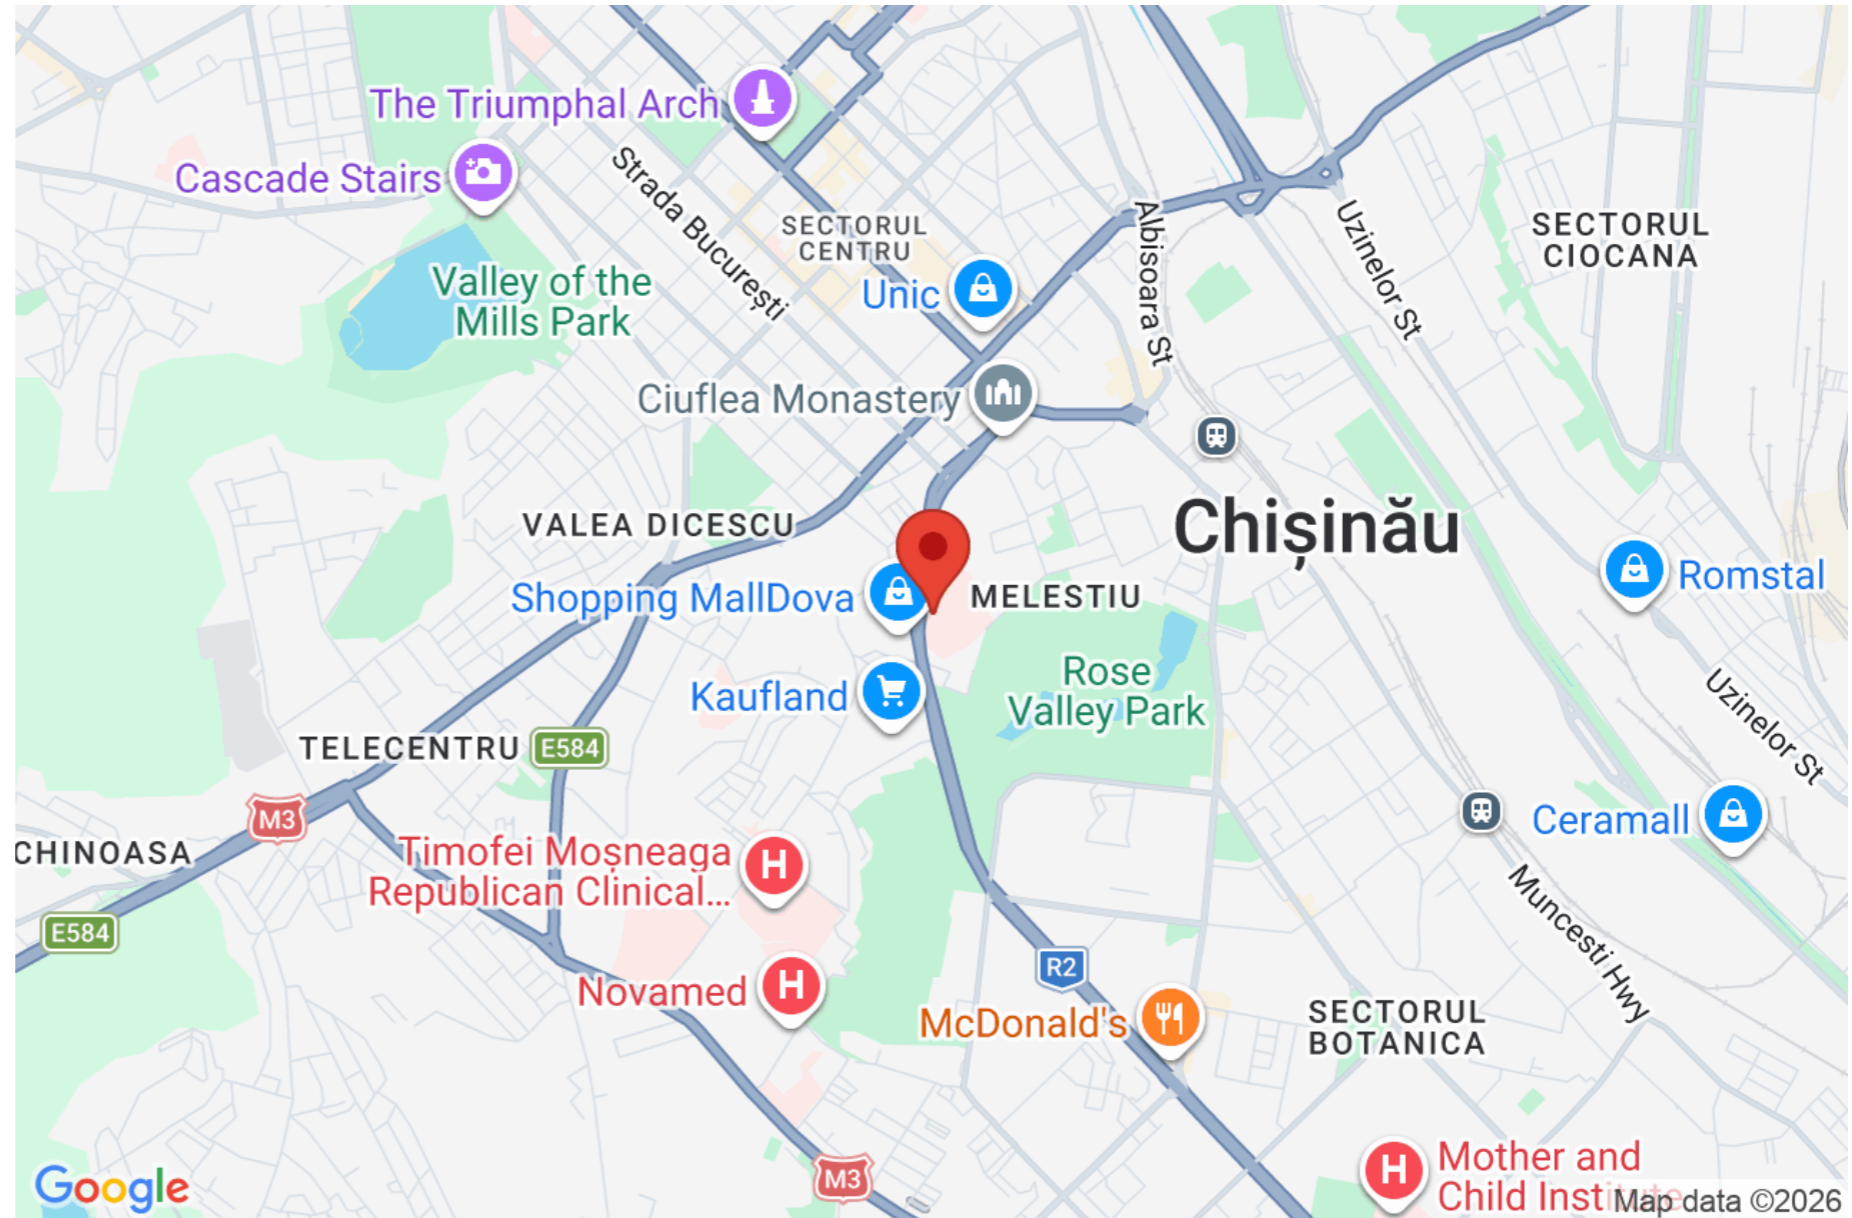 The Triumphal Arch
Cascade Stairs
Strada București
SECTORUL
CENTRU
Albisoara St
Uzinelor St
SECTORUL
CIOCANA
Valley of the
Mills Park
Unic
Ciuflea Monastery
VALEA DICESCU
Chișinău
Shopping MallDova
MELESTIU
Romstal
Kaufland
Rose
Valley Park
Uzinelor St
TELECENTRU
E584
M3
Ceramall
CHINOASA
Timofei Moșneaga
Republican Clinical...
H
Muncesti Hwy
E584
R2
Novamed
H
McDonald's
SECTORUL
BOTANICA
M3
H
Mother and
Child Institute
Google
Map data ©2026